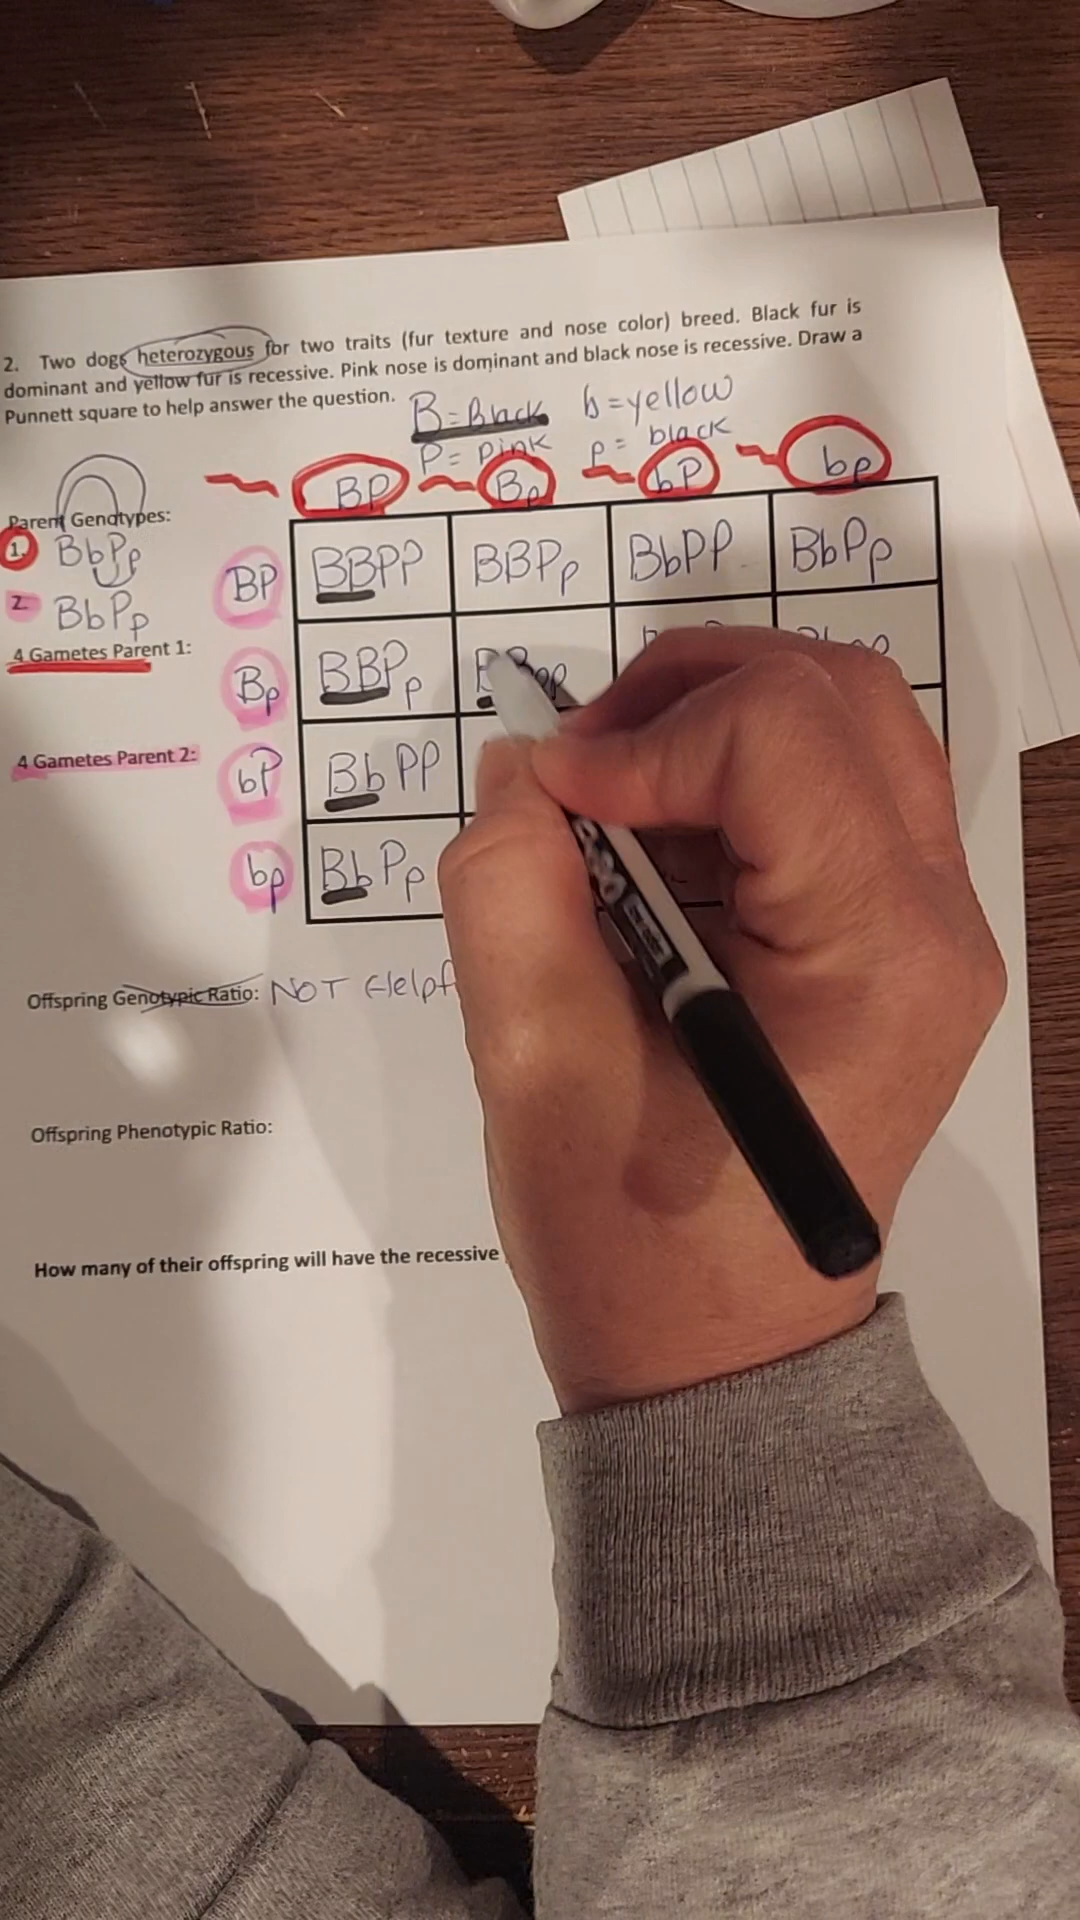 2. Two dogs heterozygous for two traits (fur texture and nose color) breed. Black fur is
dominant and yellow fur is recessive. Pink nose is dominant and black nose is recessive. Draw a
Punnett square to help answer the question.
B=Black b=yellow
P= pink p= black
BP Bp bP bp
Parent Genotypes:
1. BbPp
2. BbPp
4 Gametes Parent 1:
4 Gametes Parent 2:
BP BBPP BBPp BbPP BbPp
Bp BBPp BBpp
bP BbPP
bp BbPp
Offspring Genotypic Ratio: NOT
Offspring Phenotypic Ratio:
How many of their offspring will have the recessive